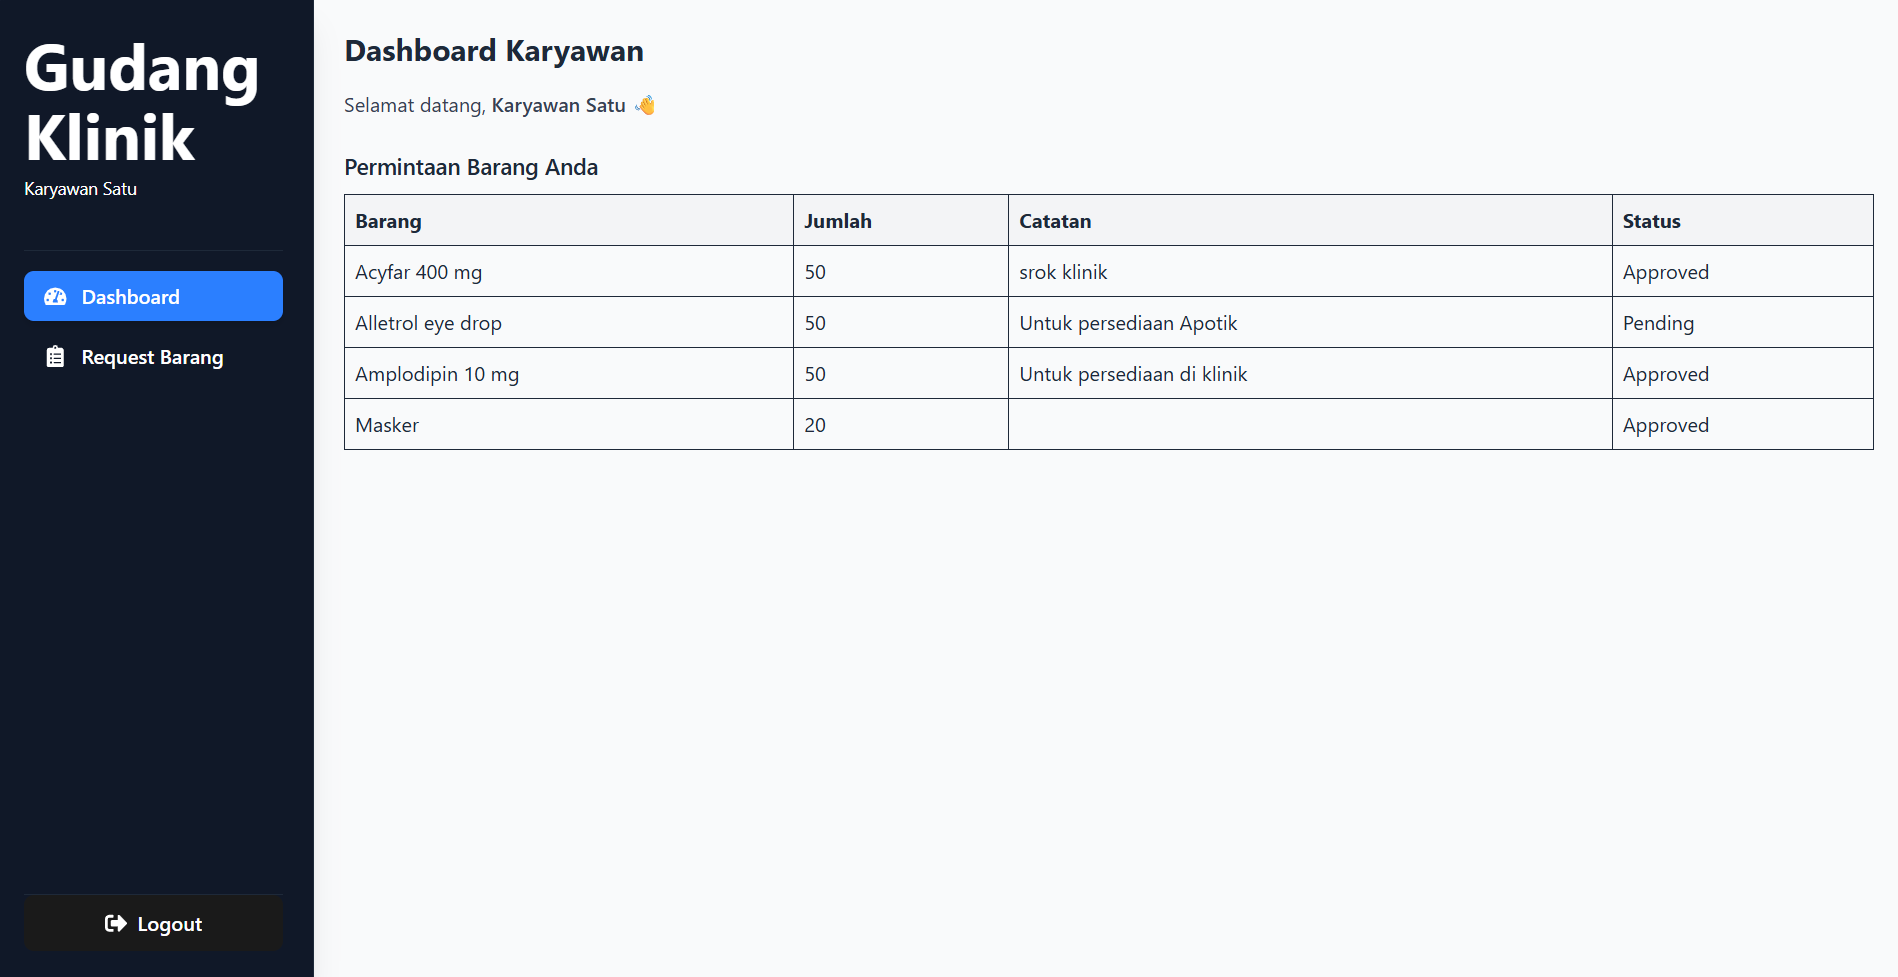 Gudang
Klinik
Karyawan Satu
Dashboard
Request Barang
Logout
Dashboard Karyawan
Selamat datang, Karyawan Satu 👋
Permintaan Barang Anda
Barang Jumlah Catatan Status
Acyfar 400 mg 50 srok klinik Approved
Alletrol eye drop 50 Untuk persediaan Apotik Pending
Amplodipin 10 mg 50 Untuk persediaan di klinik Approved
Masker 20 Approved